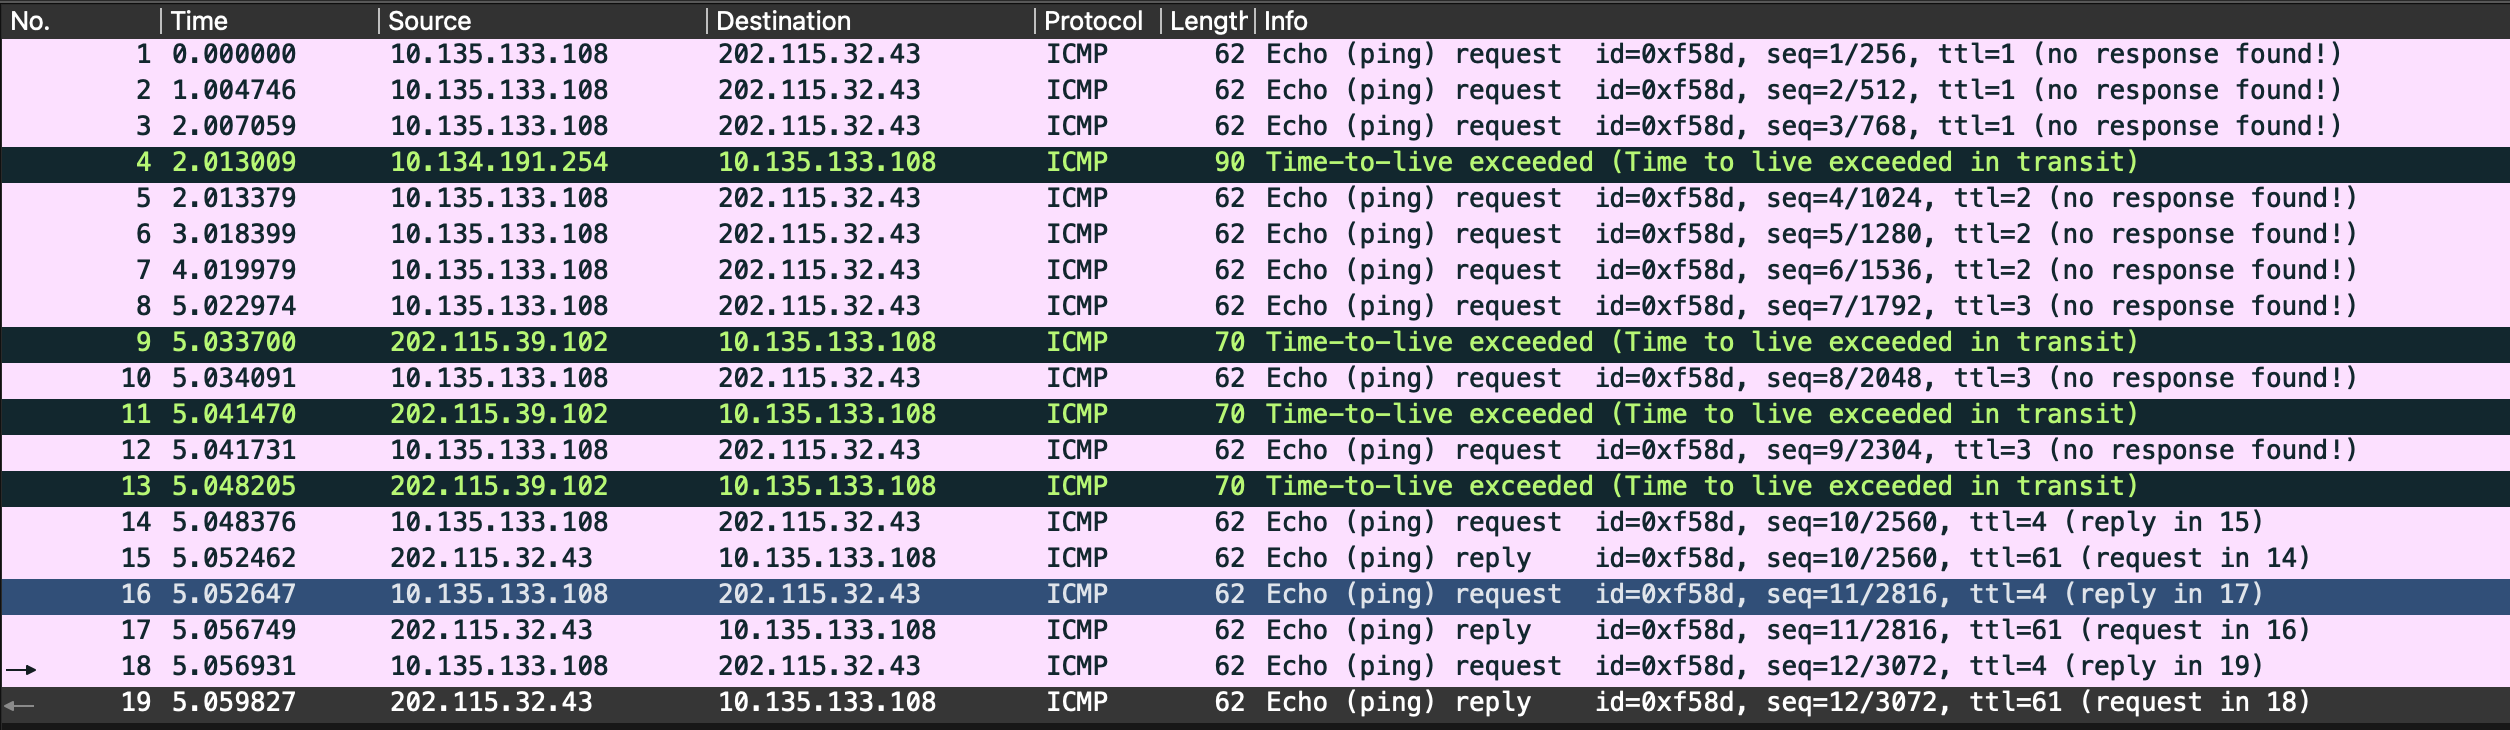 No. Time Source Destination Protocol Length Info
1 0.000000 10.135.133.108 202.115.32.43 ICMP 62 Echo (ping) request id=0xf58d, seq=1/256, ttl=1 (no response found!)
2 1.004746 10.135.133.108 202.115.32.43 ICMP 62 Echo (ping) request id=0xf58d, seq=2/512, ttl=1 (no response found!)
3 2.007059 10.135.133.108 202.115.32.43 ICMP 62 Echo (ping) request id=0xf58d, seq=3/768, ttl=1 (no response found!)
4 2.013009 10.134.191.254 10.135.133.108 ICMP 90 Time-to-live exceeded (Time to live exceeded in transit)
5 2.013379 10.135.133.108 202.115.32.43 ICMP 62 Echo (ping) request id=0xf58d, seq=4/1024, ttl=2 (no response found!)
6 3.018399 10.135.133.108 202.115.32.43 ICMP 62 Echo (ping) request id=0xf58d, seq=5/1280, ttl=2 (no response found!)
7 4.019979 10.135.133.108 202.115.32.43 ICMP 62 Echo (ping) request id=0xf58d, seq=6/1536, ttl=2 (no response found!)
8 5.022974 10.135.133.108 202.115.32.43 ICMP 62 Echo (ping) request id=0xf58d, seq=7/1792, ttl=3 (no response found!)
9 5.033700 202.115.39.102 10.135.133.108 ICMP 70 Time-to-live exceeded (Time to live exceeded in transit)
10 5.034091 10.135.133.108 202.115.32.43 ICMP 62 Echo (ping) request id=0xf58d, seq=8/2048, ttl=3 (no response found!)
11 5.041470 202.115.39.102 10.135.133.108 ICMP 70 Time-to-live exceeded (Time to live exceeded in transit)
12 5.041731 10.135.133.108 202.115.32.43 ICMP 62 Echo (ping) request id=0xf58d, seq=9/2304, ttl=3 (no response found!)
13 5.048205 202.115.39.102 10.135.133.108 ICMP 70 Time-to-live exceeded (Time to live exceeded in transit)
14 5.048376 10.135.133.108 202.115.32.43 ICMP 62 Echo (ping) request id=0xf58d, seq=10/2560, ttl=4 (reply in 15)
15 5.052462 202.115.32.43 10.135.133.108 ICMP 62 Echo (ping) reply id=0xf58d, seq=10/2560, ttl=61 (request in 14)
16 5.052647 10.135.133.108 202.115.32.43 ICMP 62 Echo (ping) request id=0xf58d, seq=11/2816, ttl=4 (reply in 17)
17 5.056749 202.115.32.43 10.135.133.108 ICMP 62 Echo (ping) reply id=0xf58d, seq=11/2816, ttl=61 (request in 16)
18 5.056931 10.135.133.108 202.115.32.43 ICMP 62 Echo (ping) request id=0xf58d, seq=12/3072, ttl=4 (reply in 19)
19 5.059827 202.115.32.43 10.135.133.108 ICMP 62 Echo (ping) reply id=0xf58d, seq=12/3072, ttl=61 (request in 18)